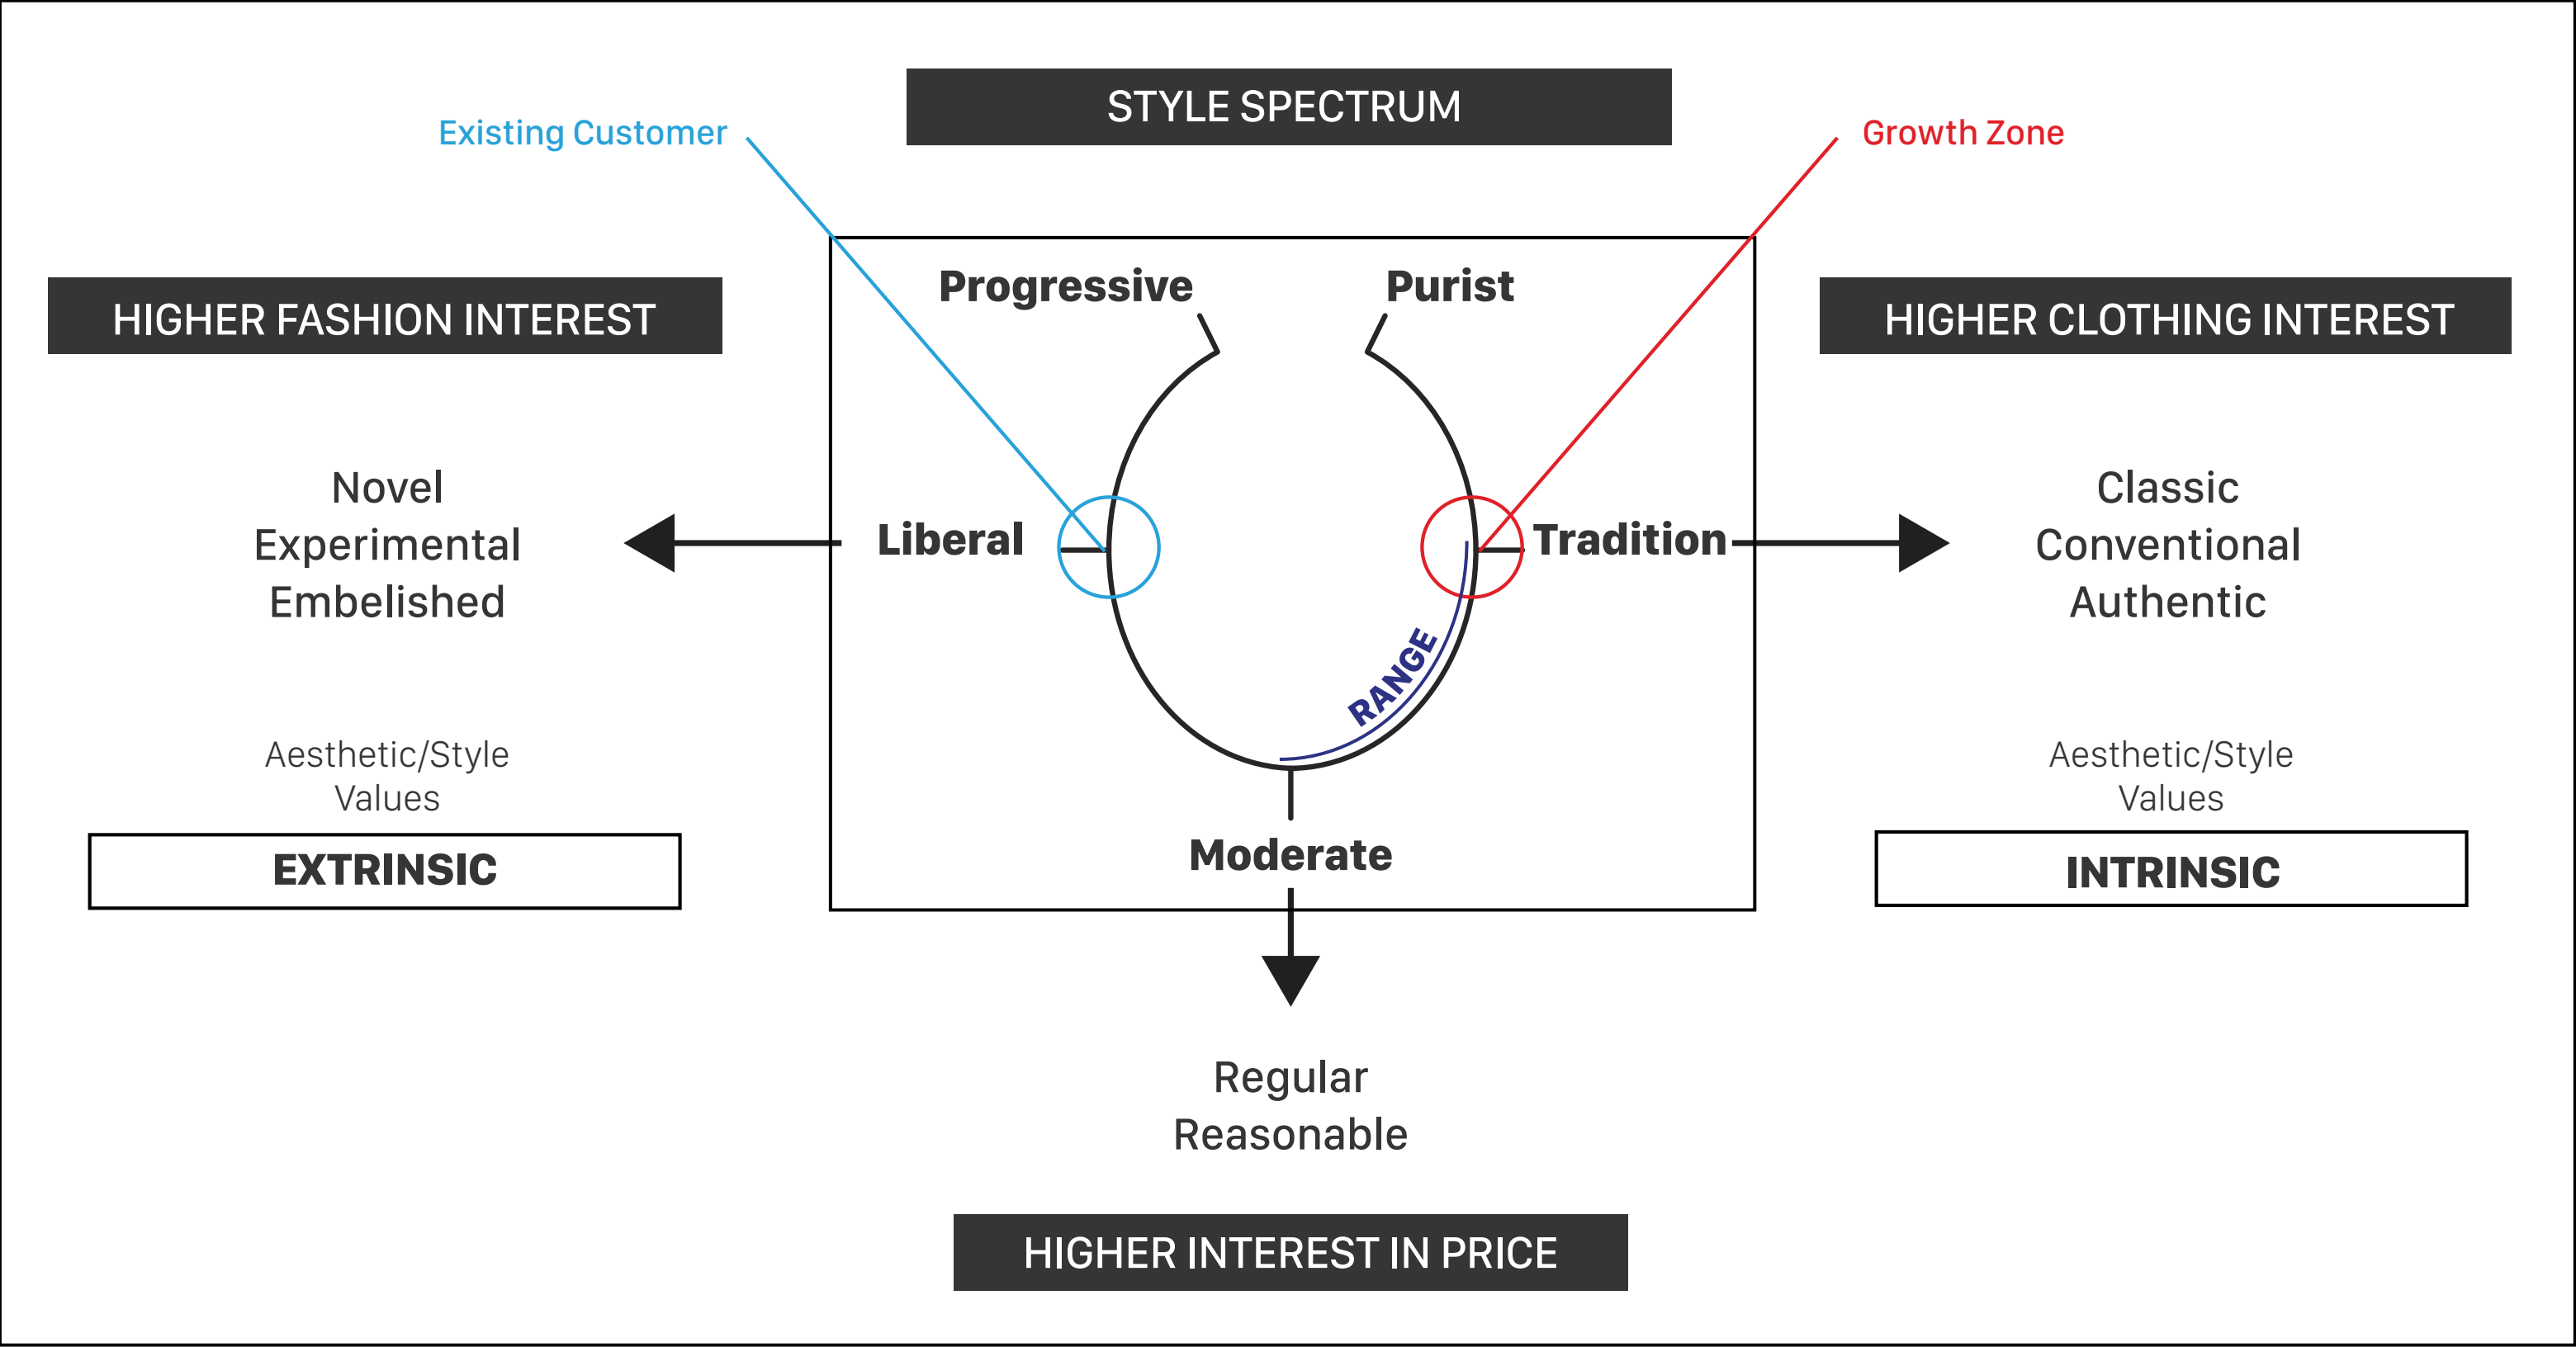 STYLE SPECTRUM
Existing Customer
Growth Zone
HIGHER FASHION INTEREST
Progressive
Purist
HIGHER CLOTHING INTEREST
Novel
Experimental
Embelished
Liberal
Tradition
Classic
Conventional
Authentic
RANGE
Aesthetic/Style
Values
EXTRINSIC
Moderate
Aesthetic/Style
Values
INTRINSIC
Regular
Reasonable
HIGHER INTEREST IN PRICE